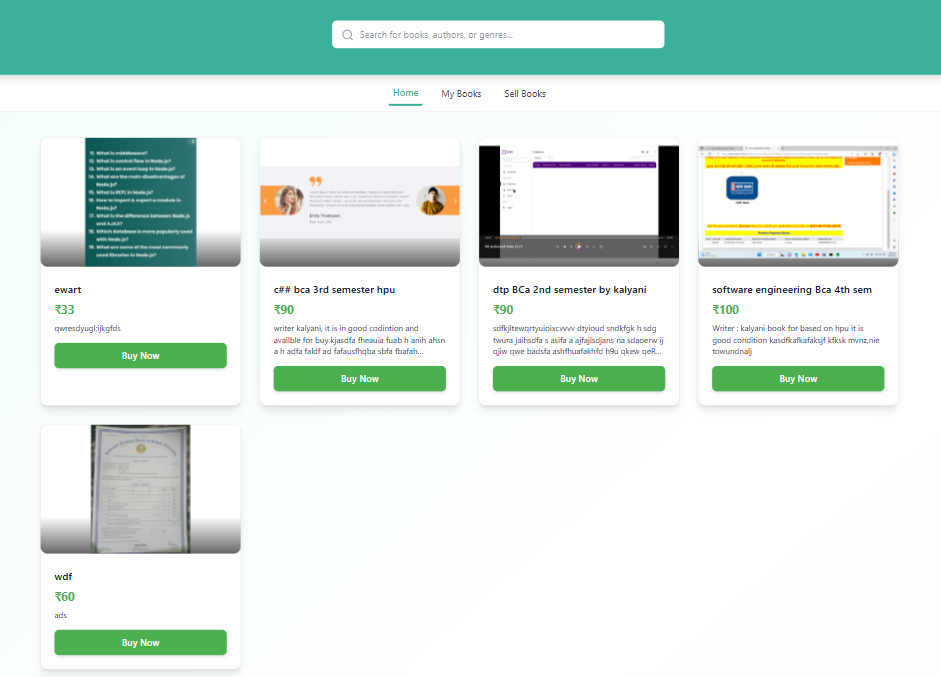 Search for books, authors, or genres...
Home
My Books
Sell Books
11. What is middleware?
12. What is control flow in Node.js?
13. What is an event loop in Node.js?
14. What are the main disadvantages of
Node.js?
15. What is REPL in Node.js?
16. How to import & export a module in
Node.js?
17. What is the difference between Node.js
and AJAX?
18. Which database is more popularly used
with Node.js?
19. What are some of the most commonly
used libraries in Node.js?
ewart
₹33
qwresdyugl;ijkgfds
Buy Now
c## bca 3rd semester hpu
₹90
writer kalyani, it is in good codintion and
availble for buy kjasdfa fheauia fuab h anih ahsn
a h adfa faldf ad fafausfhqba sbfa fbafah...
Buy Now
dtp BCa 2nd semester by kalyani
₹90
sdfkjltewqrtyuioixcvvvv dtyioud sndkfgk h sdg
twura jaihsdfa s asifa a ajfajlsdjans na sdaoerw ij
qjiw qwe badsfa ashfhuafakhfd h9u qkew qeR...
Buy Now
software engineering Bca 4th sem
₹100
Writer : kalyani book for based on hpu it is
good condition kasdfkafkafaksjf kfksk mvnz,nie
towundnalj
Buy Now
wdf
₹60
ads
Buy Now